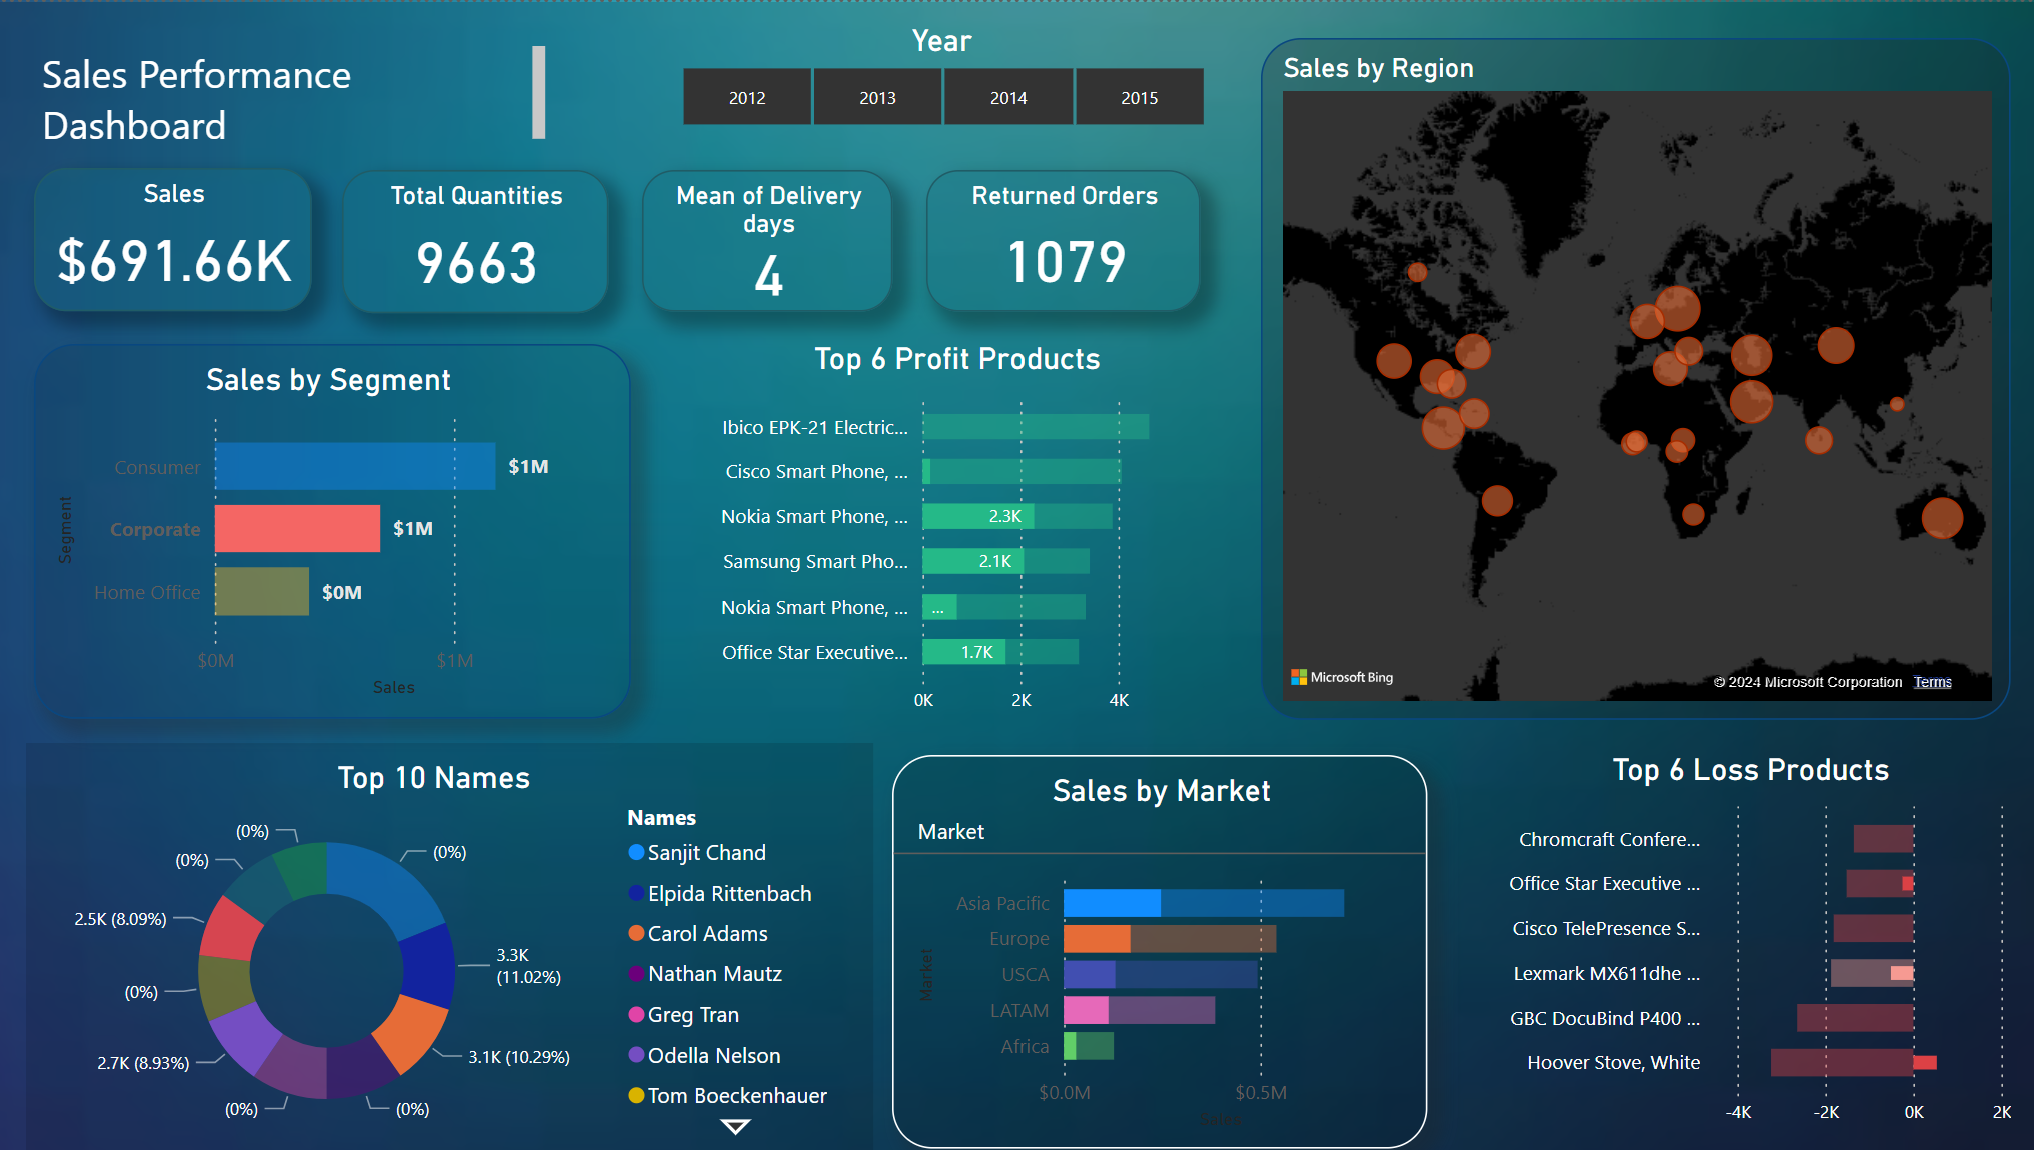 Sales Performance
Dashboard
Year
2012
2013
2014
2015
Sales
$691.66K
Total Quantities
9663
Mean of Delivery
days
4
Returned Orders
1079
Sales by Region
Microsoft Bing
© 2024 Microsoft Corporation Terms
Sales by Segment
Segment
Consumer
$1M
Corporate
$1M
Home Office
$0M
$0M
$1M
Sales
Top 6 Profit Products
Ibico EPK-21 Electric...
Cisco Smart Phone, ...
Nokia Smart Phone, ...
2.3K
Samsung Smart Pho...
2.1K
Nokia Smart Phone, ...
...
Office Star Executive...
1.7K
0K
2K
4K
Top 10 Names
(0%)
(0%)
(0%)
2.5K (8.09%)
3.3K
(11.02%)
(0%)
2.7K (8.93%)
3.1K (10.29%)
(0%)
(0%)
Names
Sanjit Chand
Elpida Rittenbach
Carol Adams
Nathan Mautz
Greg Tran
Odella Nelson
Tom Boeckenhauer
Sales by Market
Market
Market
Asia Pacific
Europe
USCA
LATAM
Africa
$0.0M
$0.5M
Sales
Top 6 Loss Products
Chromcraft Confere...
Office Star Executive ...
Cisco TelePresence S...
Lexmark MX611dhe ...
GBC DocuBind P400 ...
Hoover Stove, White
-4K
-2K
0K
2K